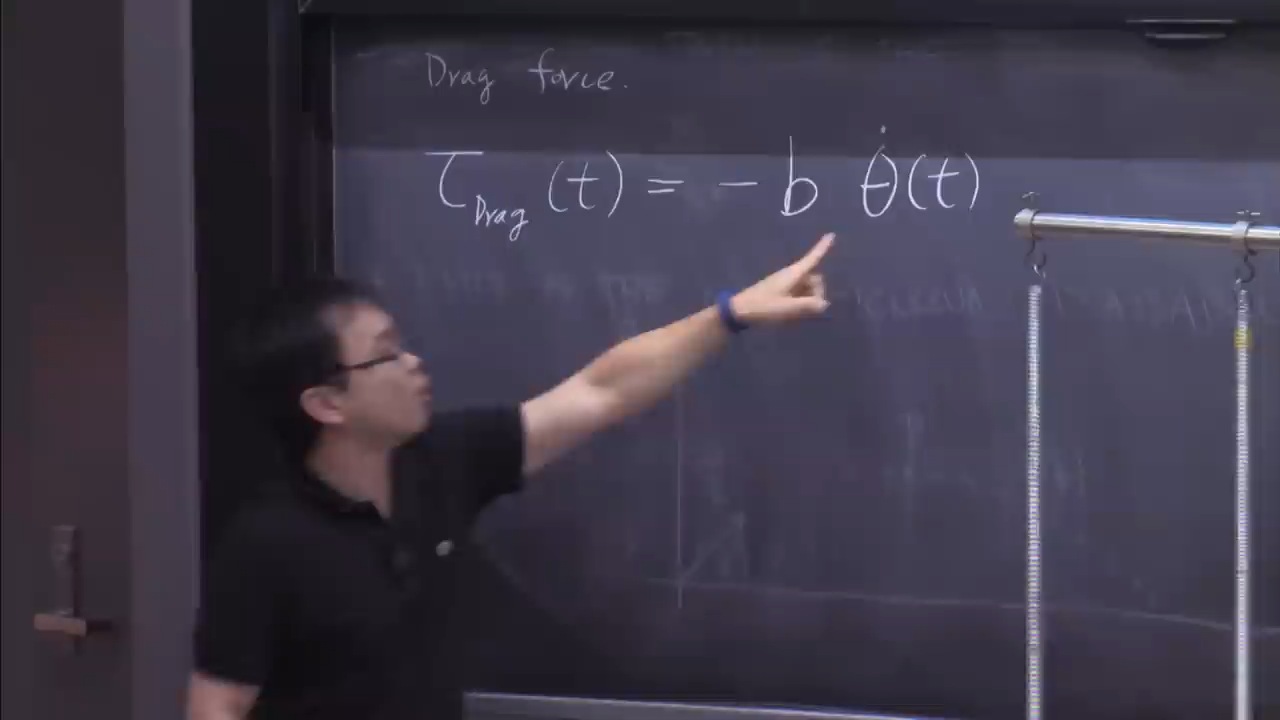 Drag force.
τ_Drag (t) = - b θ̇(t)